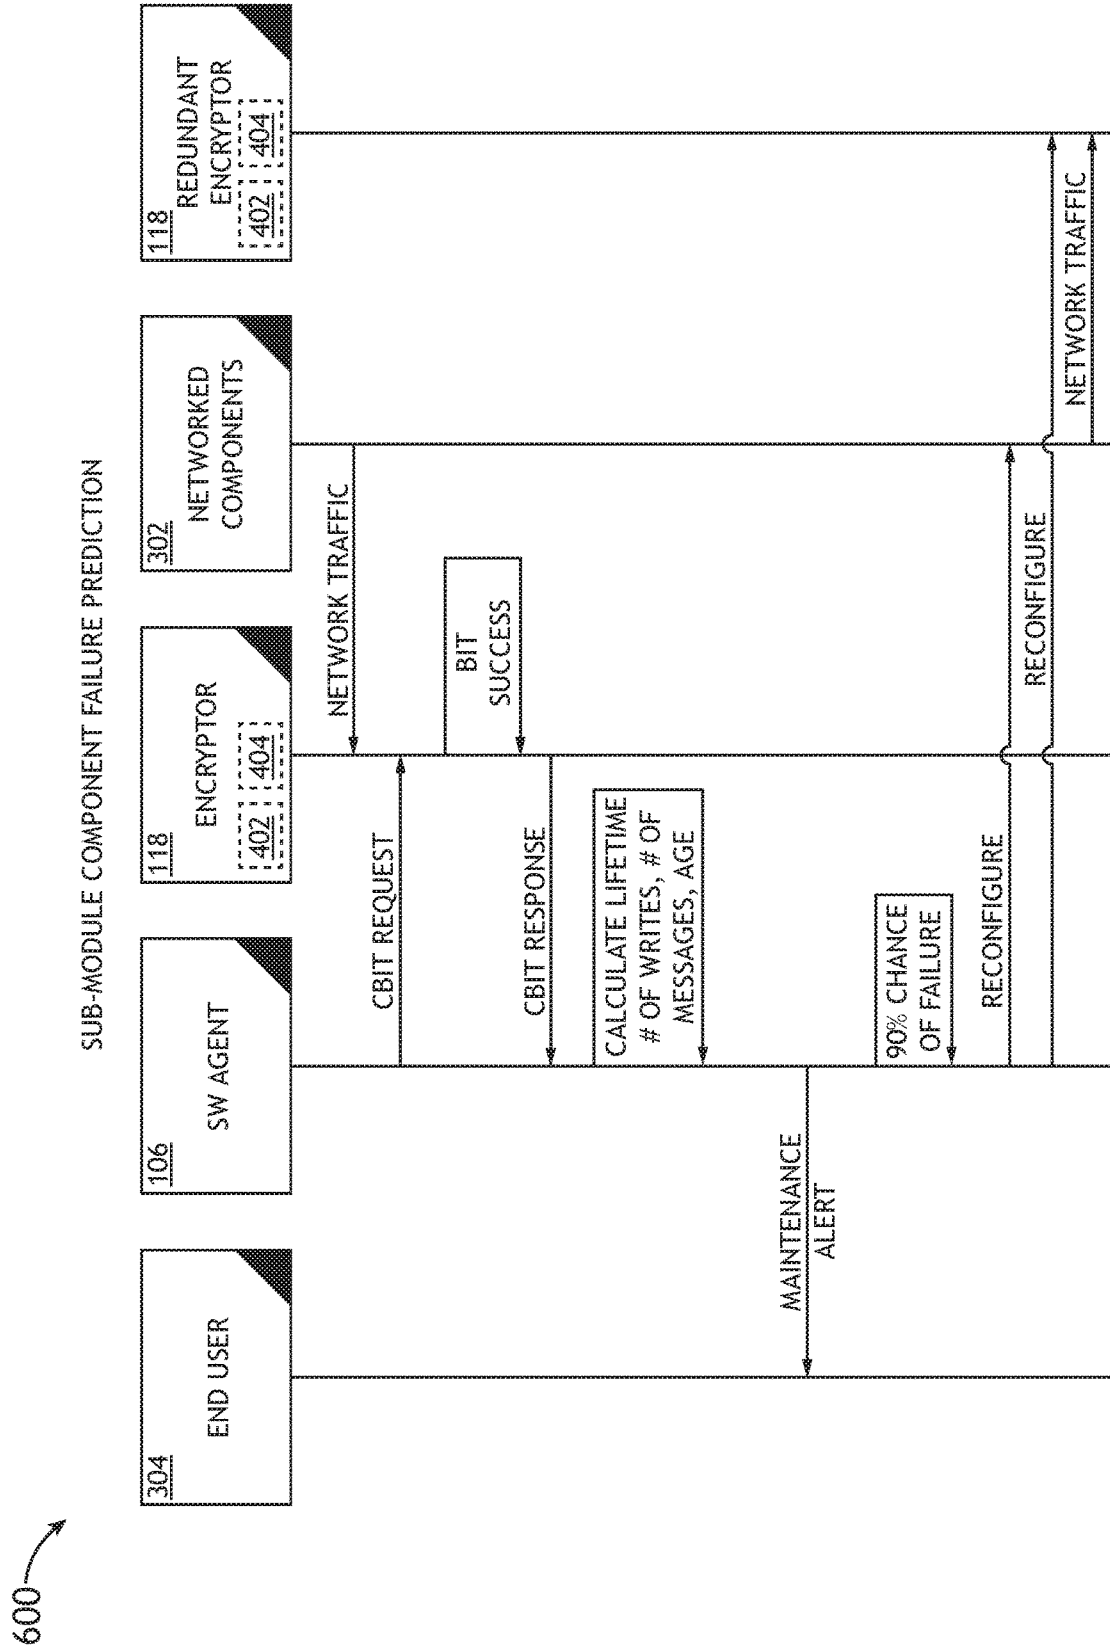 600
SUB-MODULE COMPONENT FAILURE PREDICTION
304
END USER
106
SW AGENT
118
ENCRYPTOR
402
404
302
NETWORKED
COMPONENTS
118
REDUNDANT
ENCRYPTOR
402
404
NETWORK TRAFFIC
CBIT REQUEST
BIT
SUCCESS
CBIT RESPONSE
CALCULATE LIFETIME
# OF WRITES, # OF
MESSAGES, AGE
MAINTENANCE
ALERT
90% CHANCE
OF FAILURE
RECONFIGURE
RECONFIGURE
NETWORK TRAFFIC